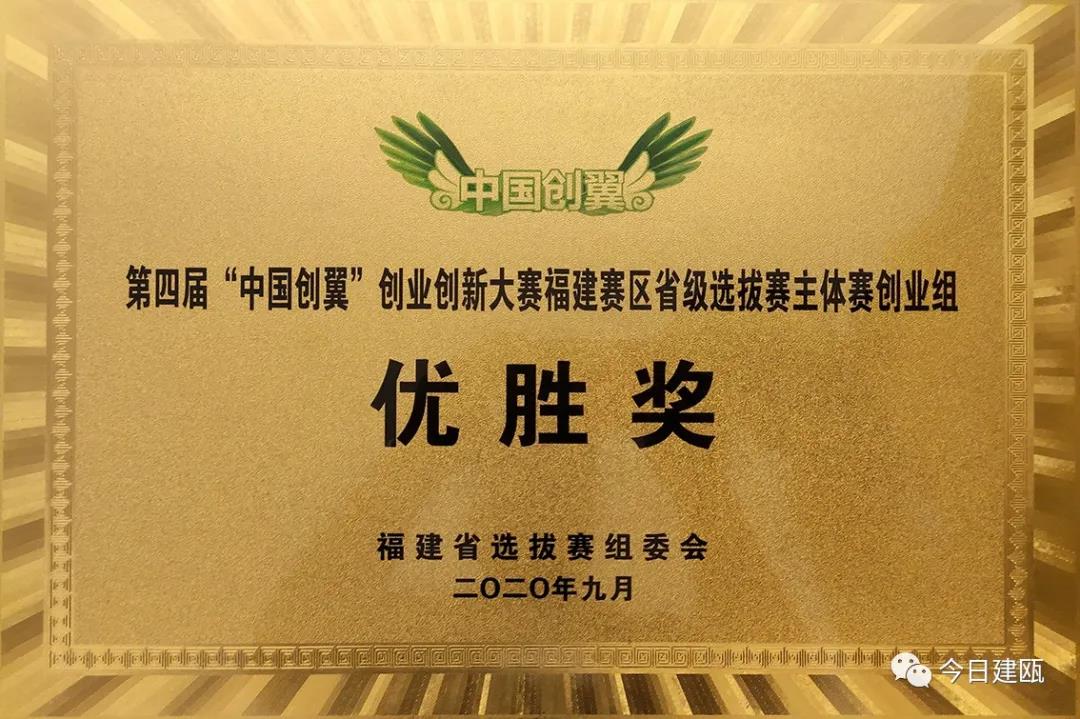 中国创翼
第四届“中国创翼”创业创新大赛福建赛区省级选拔赛主体赛创业组
优胜奖
福建省选拔赛组委会
二〇二〇年九月
今日建瓯